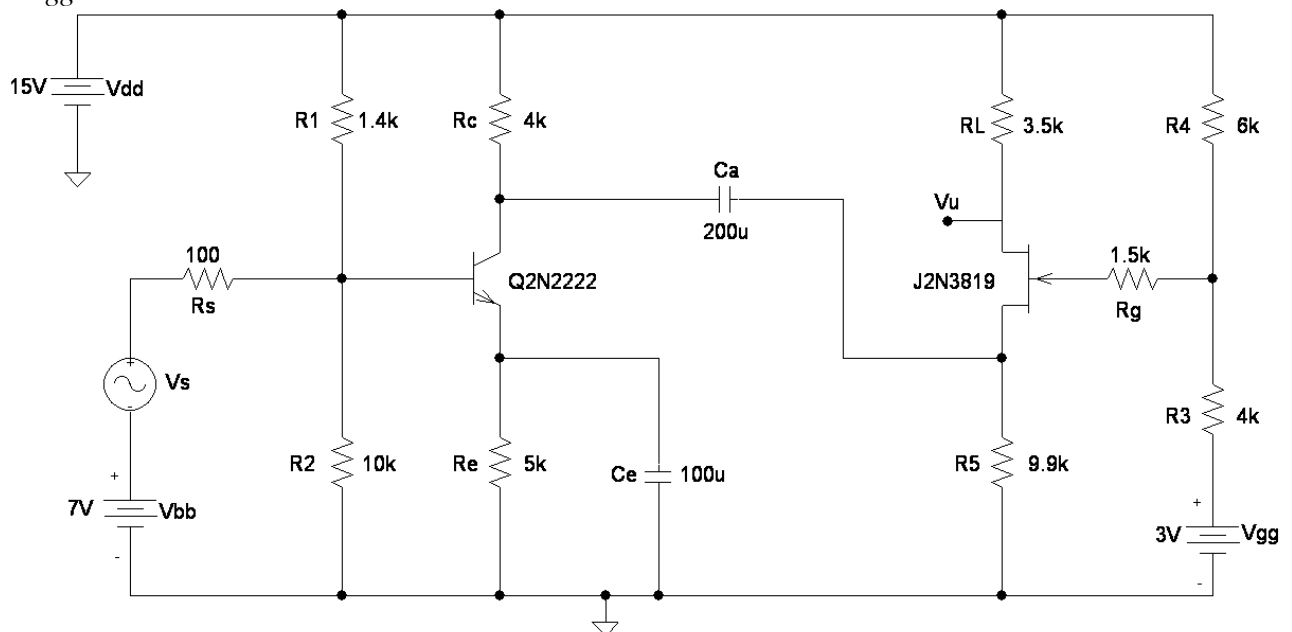 gg
15V Vdd
R1 1.4k
Rc 4k
RL 3.5k
R4 6k
Ca
200u
Vu
100
Rs
Q2N2222
J2N3819
1.5k
Rg
+
Vs
-
R3 4k
R2 10k
Re 5k
Ce 100u
R5 9.9k
+
7V Vbb
-
+
3V Vgg
-